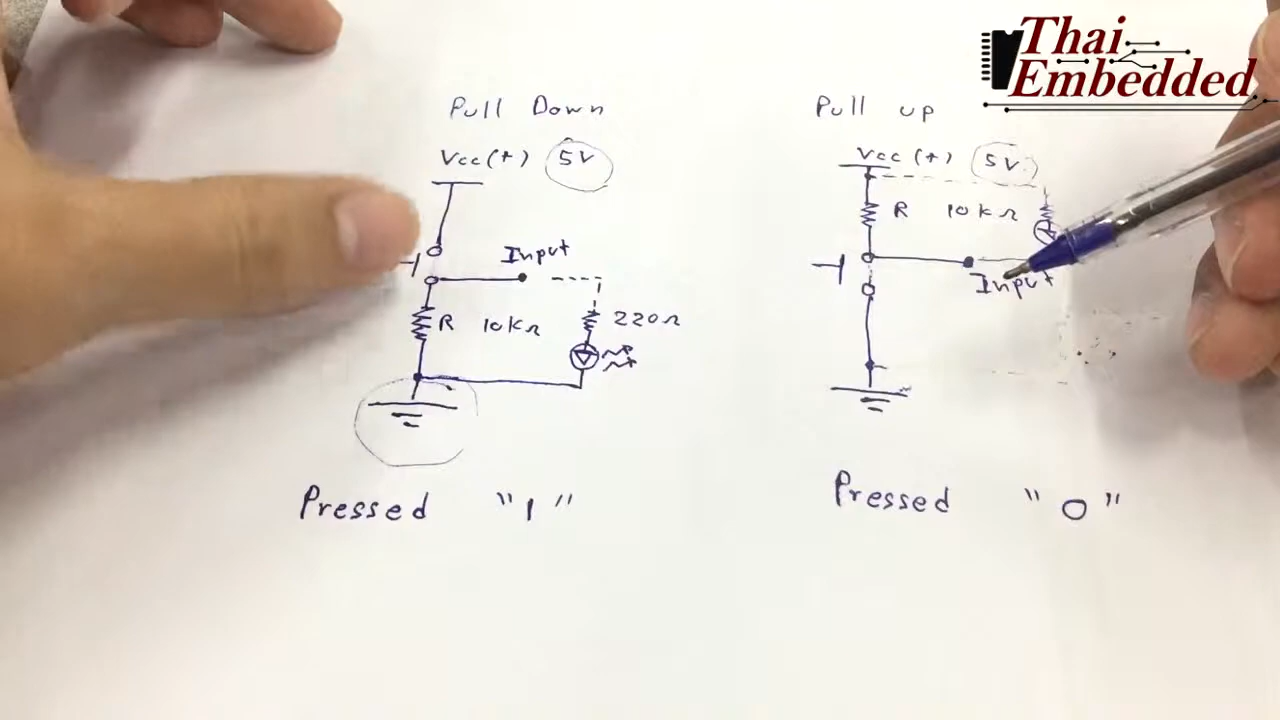 Thai
Embedded
Pull Down
Vcc (+) 5V
Input
R 10kΩ
220Ω
Pressed "1"
Pull up
Vcc (+) 5V
R 10kΩ
Input
Pressed "0"